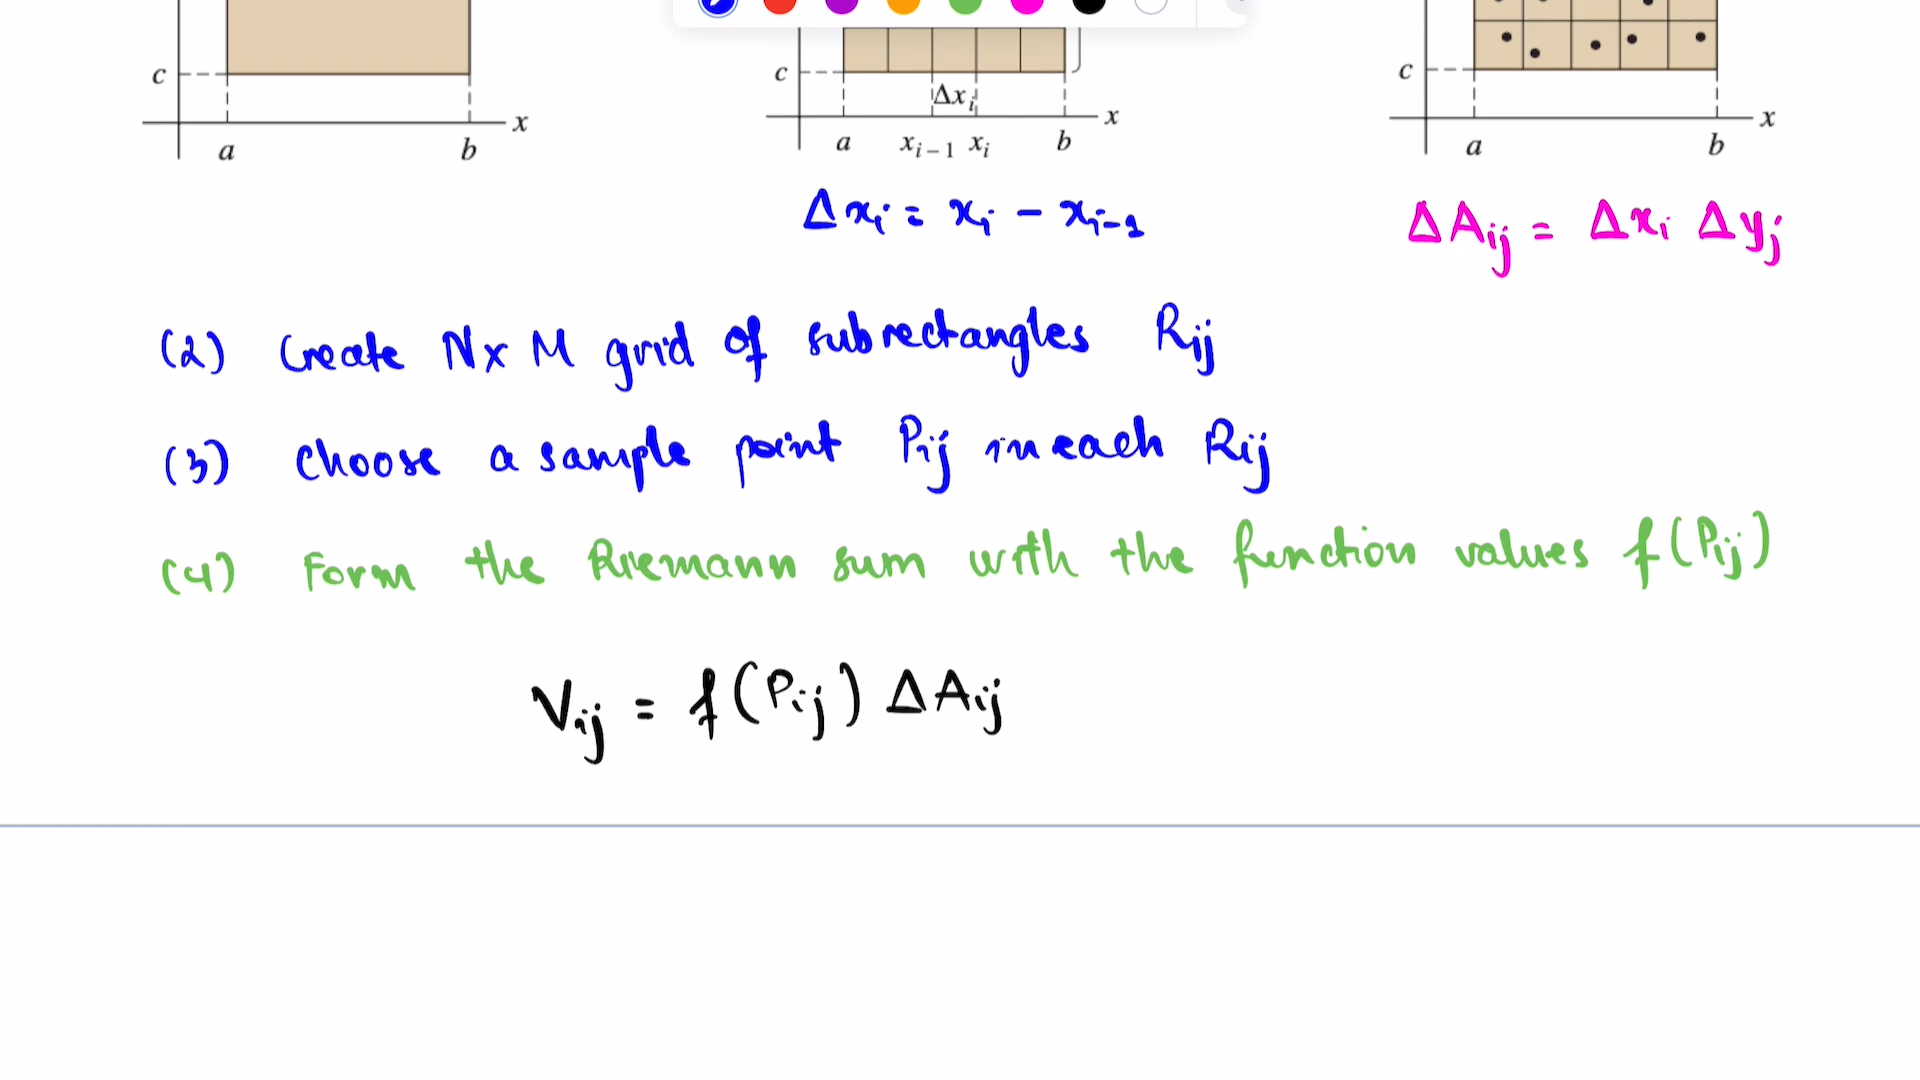 c c c
Δxᵢ
x x x
a b a xᵢ₋₁ xᵢ b a b
Δxᵢ = xᵢ - xᵢ₋₁ ΔAᵢⱼ = Δxᵢ Δyⱼ
(2) Create N x M grid of subrectangles Rᵢⱼ
(3) Choose a sample point Pᵢⱼ in each Rᵢⱼ
(4) Form the Riemann sum with the function values f(Pᵢⱼ)
Vᵢⱼ = f(Pᵢⱼ) ΔAᵢⱼ